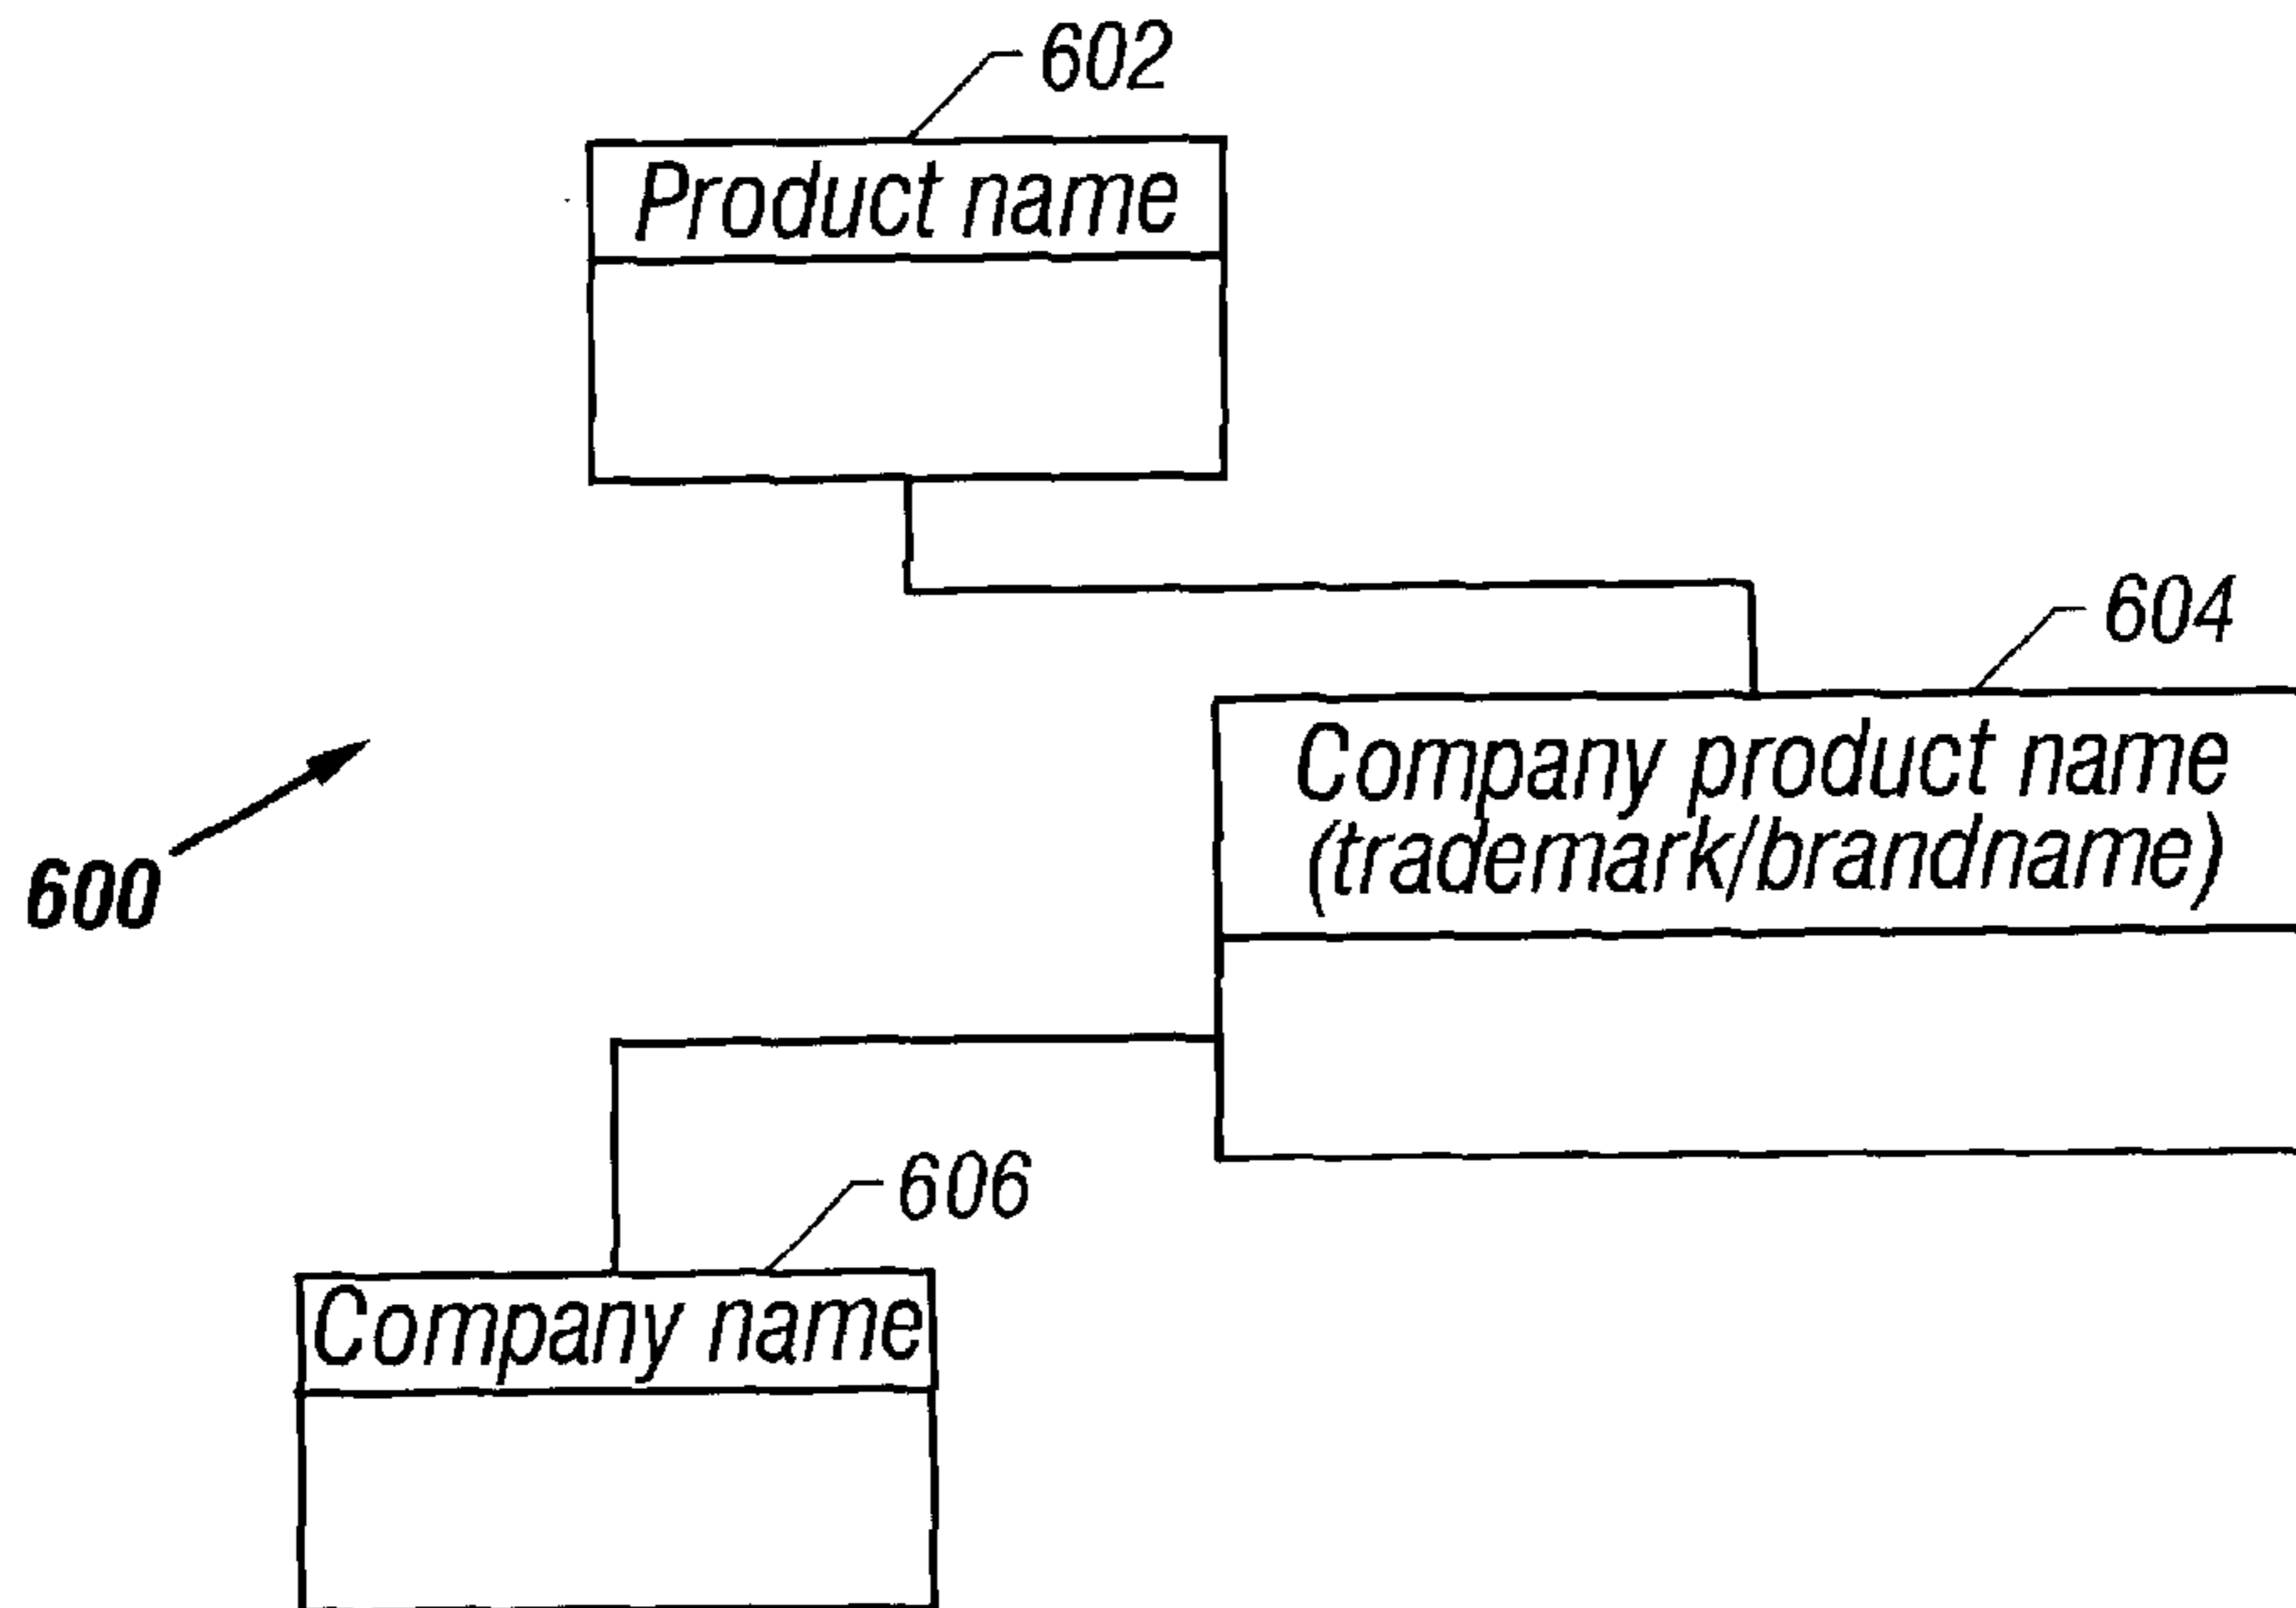 602
Product name
604
Company product name
(trademark/brandname)
600
606
Company name